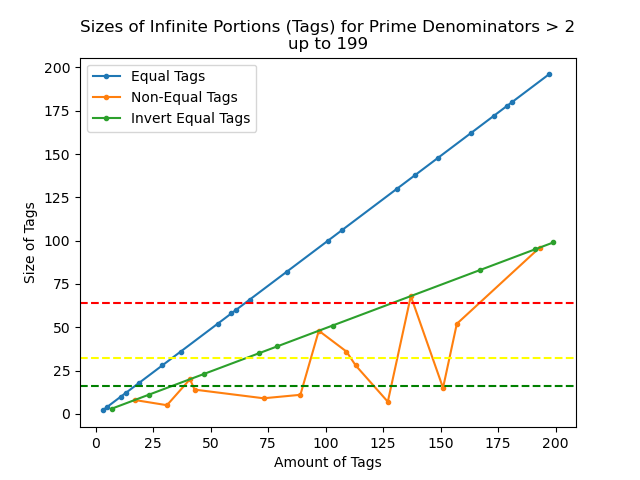 Sizes of Infinite Portions (Tags) for Prime Denominators > 2
up to 199
Equal Tags
Non-Equal Tags
Invert Equal Tags
Size of Tags
200
175
150
125
100
75
50
25
0
0 25 50 75 100 125 150 175 200
Amount of Tags